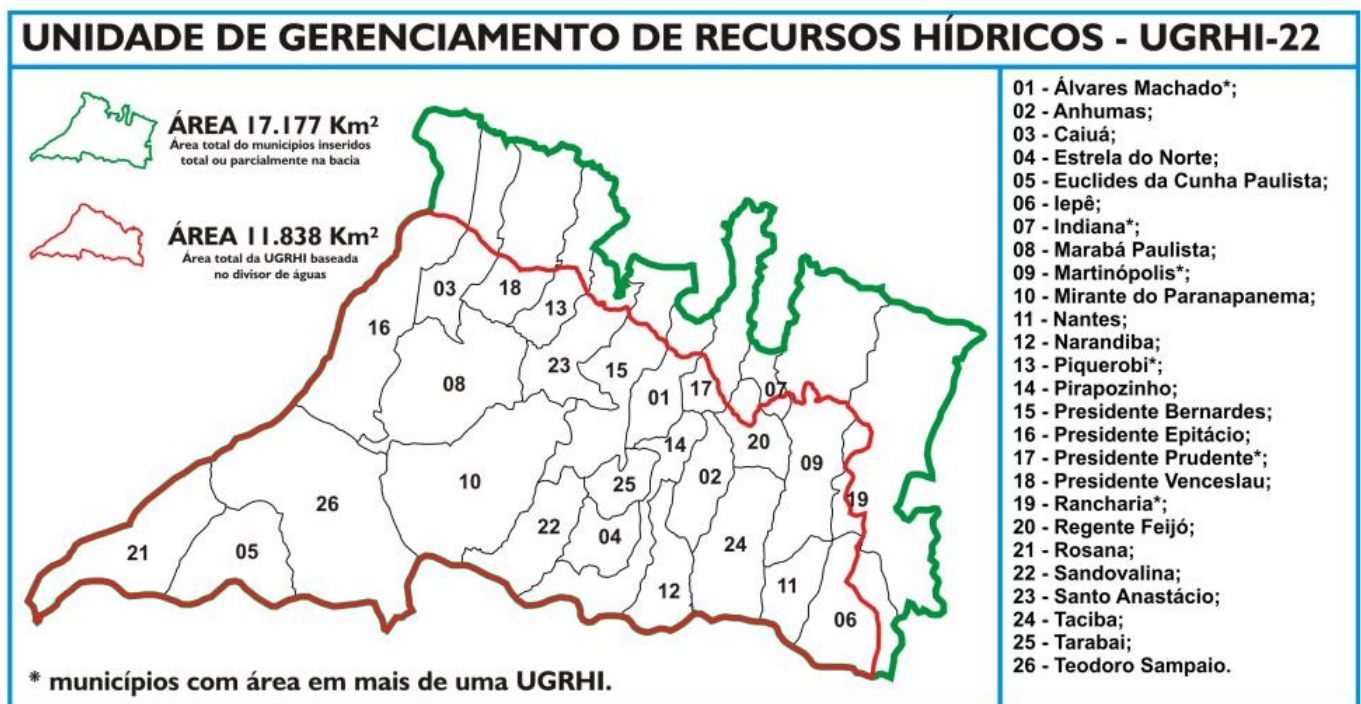 UNIDADE DE GERENCIAMENTO DE RECURSOS HÍDRICOS - UGRHI-22
ÁREA 17.177 Km²
Área total do municípios inseridos
total ou parcialmente na bacia
ÁREA 11.838 Km²
Área total da UGRHI baseada
no divisor de águas
03
18
13
16
23
15
08
01
17
07
14
20
02
09
10
25
19
26
22
04
24
21
05
12
11
06
* municípios com área em mais de uma UGRHI.
01 - Álvares Machado*;
02 - Anhumas;
03 - Caiuá;
04 - Estrela do Norte;
05 - Euclides da Cunha Paulista;
06 - Iepê;
07 - Indiana*;
08 - Marabá Paulista;
09 - Martinópolis*;
10 - Mirante do Paranapanema;
11 - Nantes;
12 - Narandiba;
13 - Piquerobi*;
14 - Pirapozinho;
15 - Presidente Bernardes;
16 - Presidente Epitácio;
17 - Presidente Prudente*;
18 - Presidente Venceslau;
19 - Rancharia*;
20 - Regente Feijó;
21 - Rosana;
22 - Sandovalina;
23 - Santo Anastácio;
24 - Taciba;
25 - Tarabai;
26 - Teodoro Sampaio.